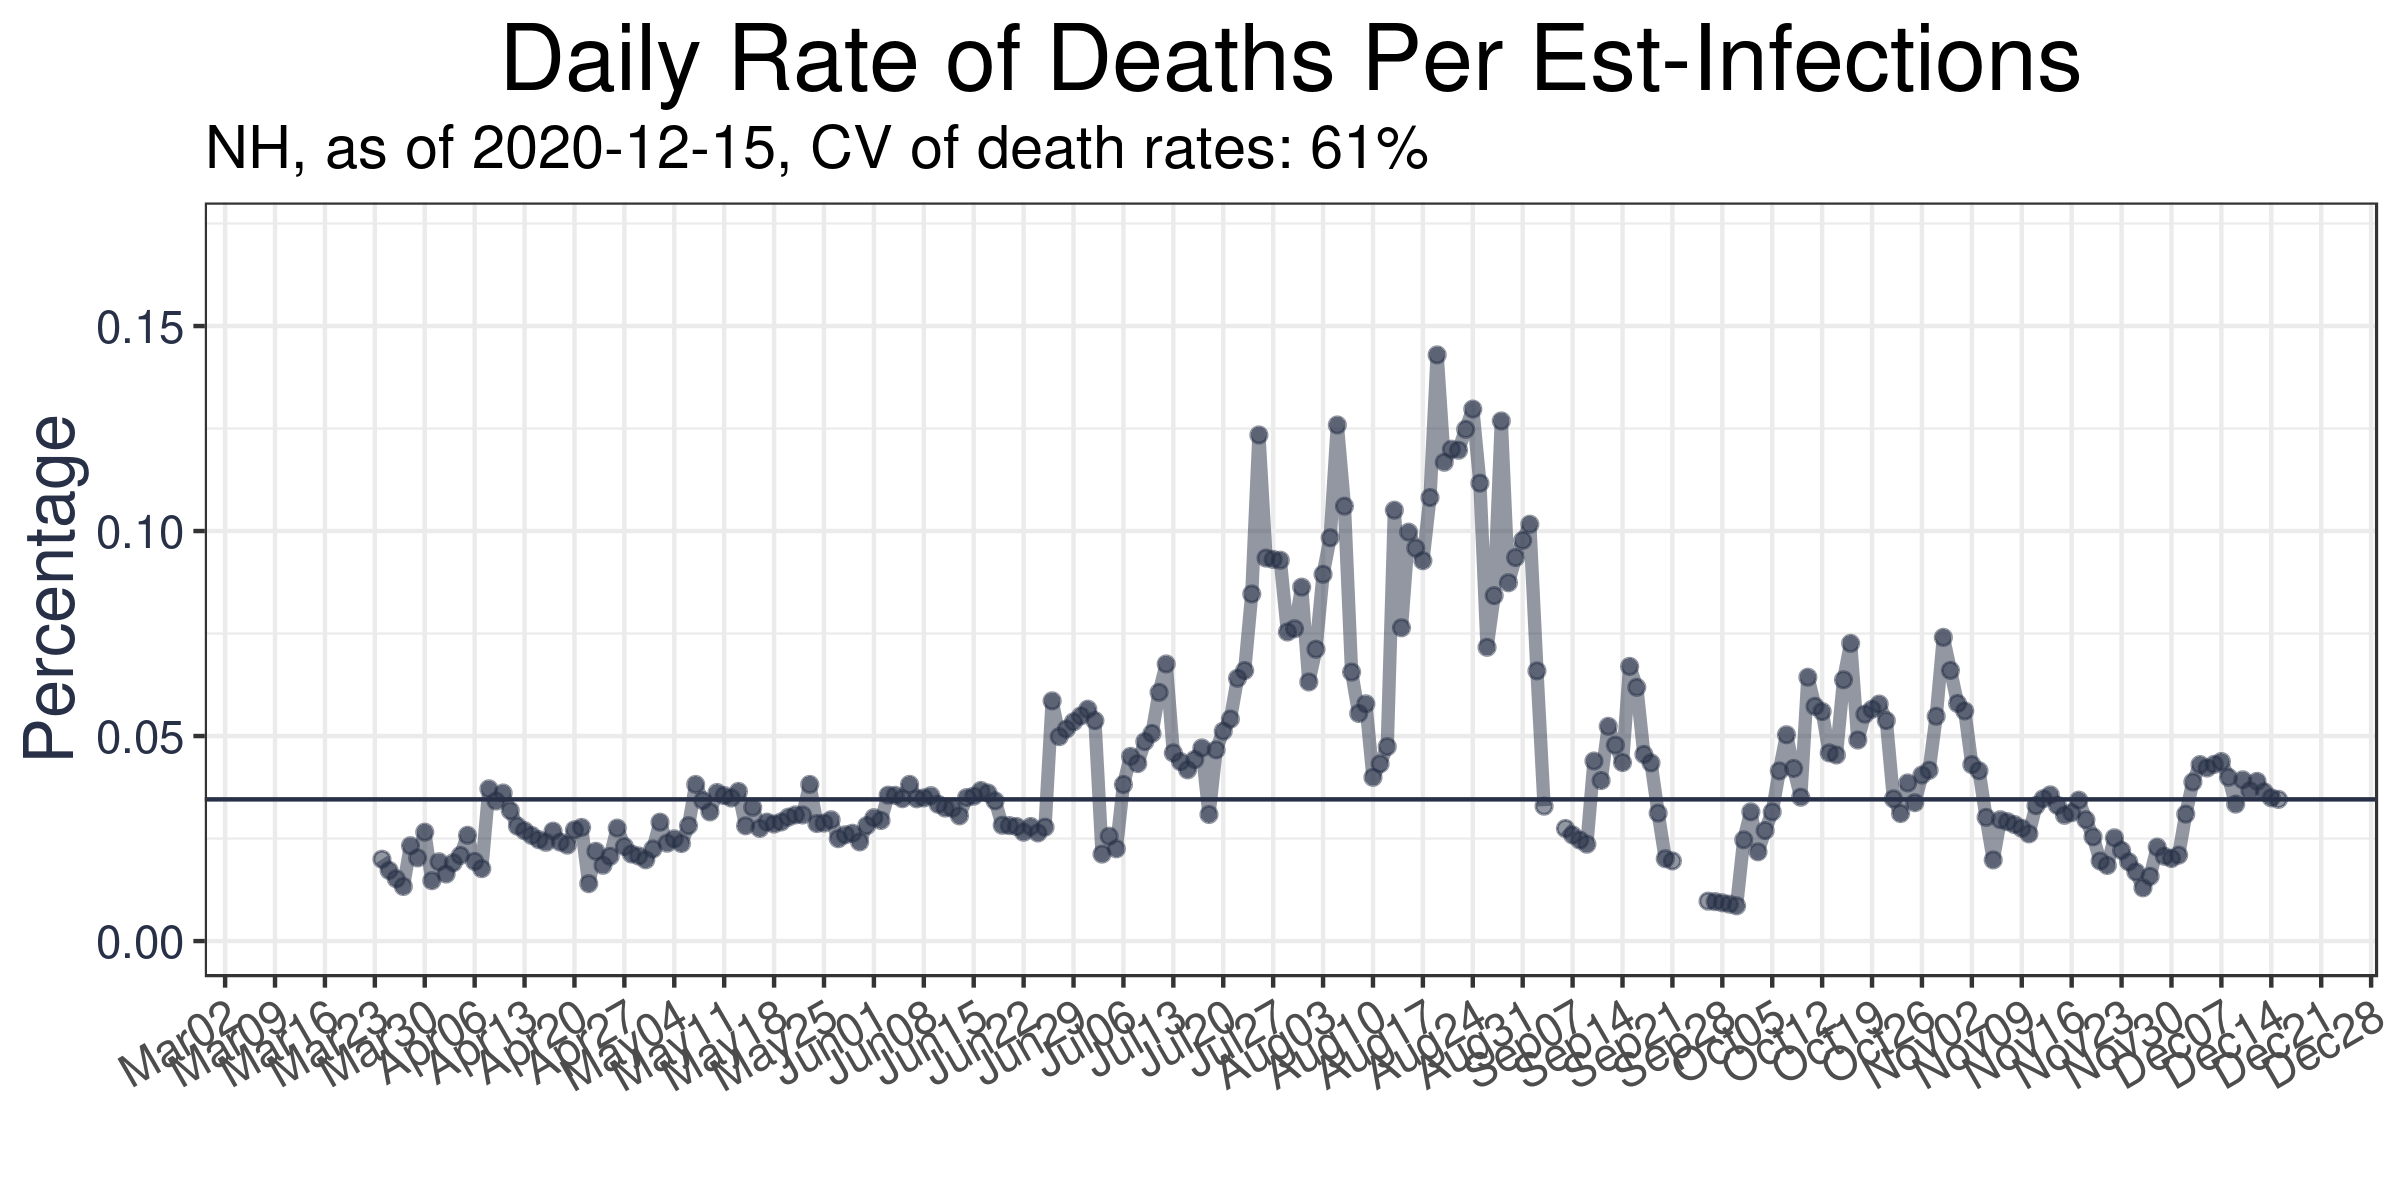 Daily Rate of Deaths Per Est-Infections
NH, as of 2020-12-15, CV of death rates: 61%
Percentage
0.15
0.10
0.05
0.00
Mar02
Mar09
Mar16
Mar23
Mar30
Apr06
Apr13
Apr20
Apr27
May04
May11
May18
May25
Jun01
Jun08
Jun15
Jun22
Jun29
Jul06
Jul13
Jul20
Jul27
Aug03
Aug10
Aug17
Aug24
Aug31
Sep07
Sep14
Sep21
Sep28
Oct05
Oct12
Oct19
Oct26
Nov02
Nov09
Nov16
Nov23
Nov30
Dec07
Dec14
Dec21
Dec28